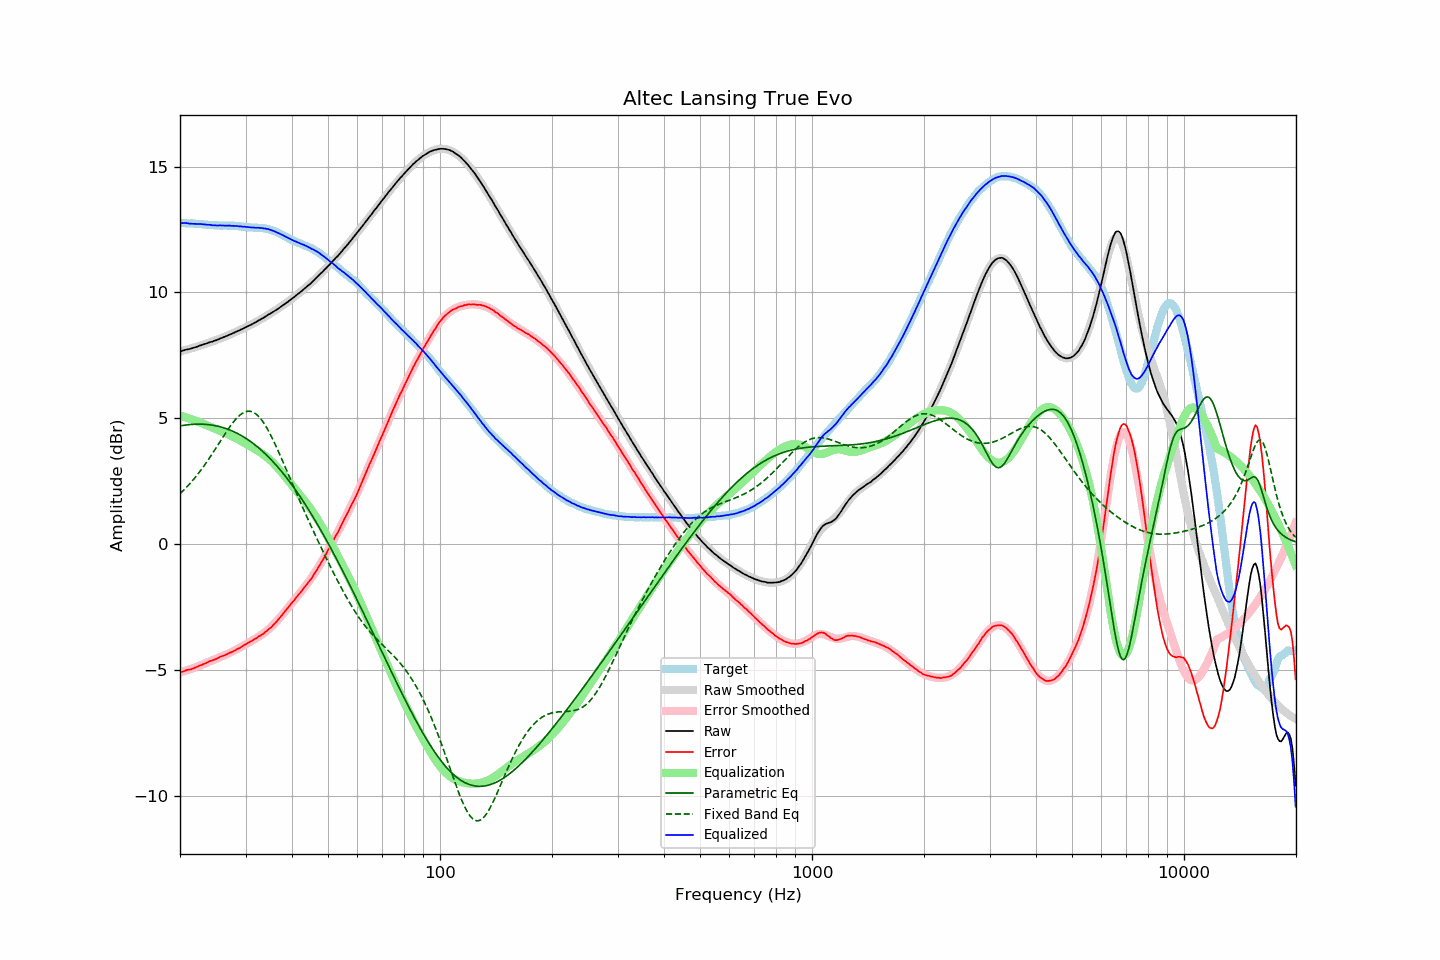 Altec Lansing True Evo
15
10
5
0
−5
−10
Amplitude (dBr)
Target
Raw Smoothed
Error Smoothed
Raw
Error
Equalization
Parametric Eq
Fixed Band Eq
Equalized
100
1000
10000
Frequency (Hz)